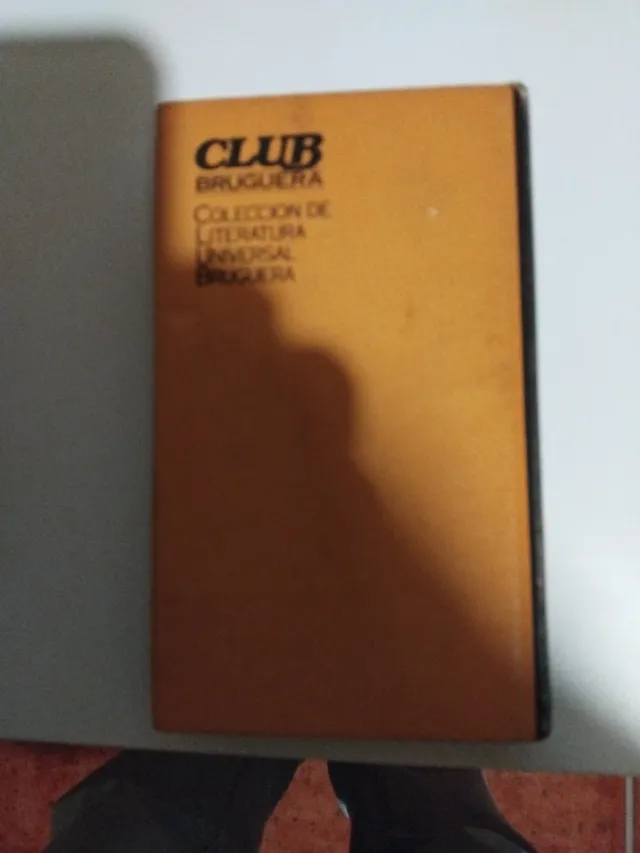 CLUB
BRUGUERA
COLECCION DE
LITERATURA
UNIVERSAL
BRUGUERA